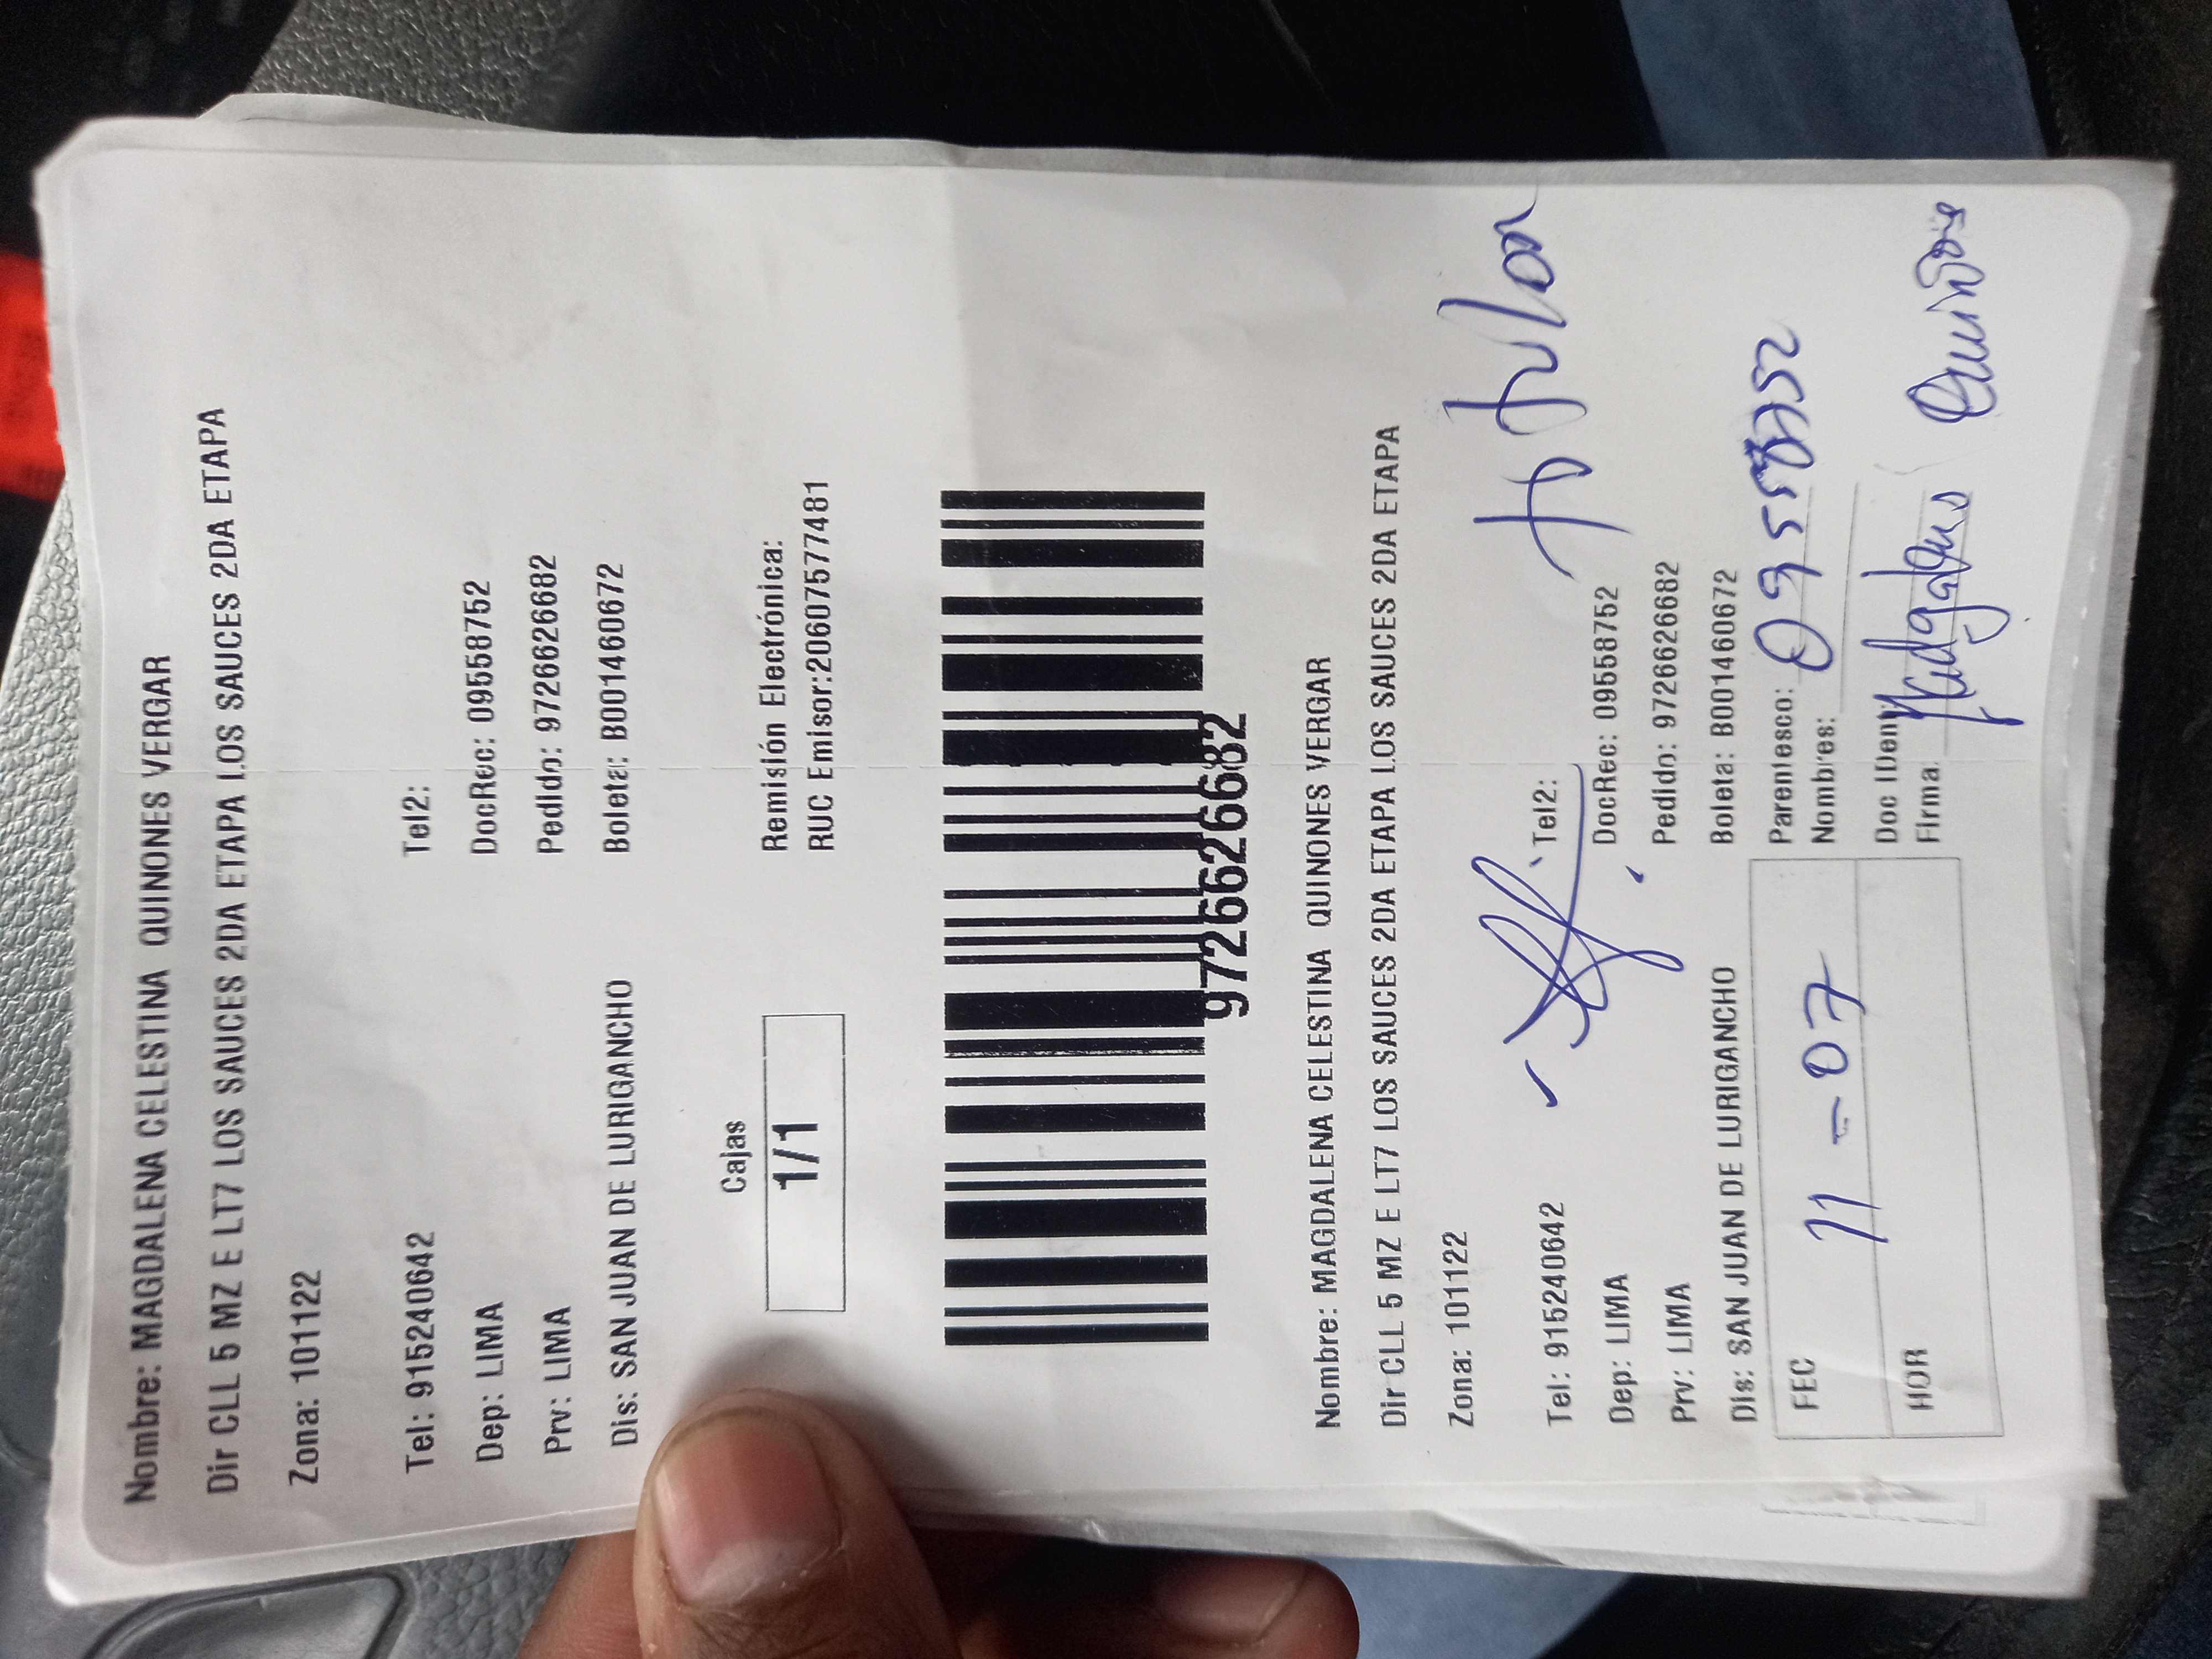 Nombre: MAGDALENA CELESTINA QUINONES VERGAR
Dir CLL 5 MZ E LT7 LOS SAUCES 2DA ETAPA LOS SAUCES 2DA ETAPA
Zona: 101122
Tel: 915240642 Tel2:
Dep: LIMA DocRec: 09558752
Prv: LIMA Pedido: 9726626682
Dis: SAN JUAN DE LURIGANCHO Boleta: B001460672
Cajas
1/1
Remisión Electrónica:
RUC Emisor:20607577481
9726626682
Nombre: MAGDALENA CELESTINA QUINONES VERGAR
Dir CLL 5 MZ E LT7 LOS SAUCES 2DA ETAPA LOS SAUCES 2DA ETAPA
Zona: 101122
Titular
Tel: 915240642 Tel2:
Dep: LIMA DocRec: 09558752
Prv: LIMA Pedido: 9726626682
Dis: SAN JUAN DE LURIGANCHO Boleta: B001460672
FEC 11-07
HOR
Parentesco:
Nombres:
Doc IDent:
Firma: Magdalena Quiñones